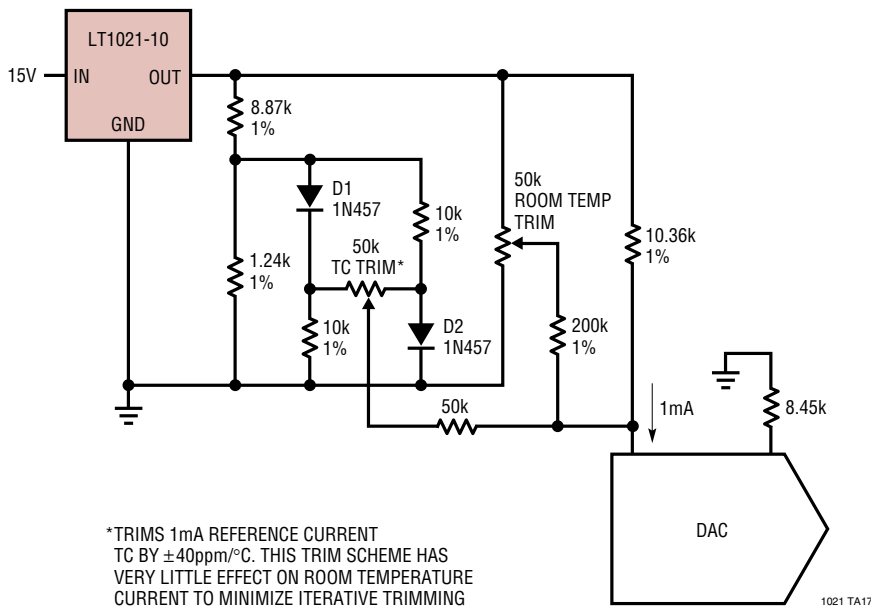 LT1021-10
15V
IN
OUT
GND
8.87k
1%
D1
1N457
10k
1%
50k
ROOM TEMP
TRIM
10.36k
1%
50k
TC TRIM*
1.24k
1%
10k
1%
D2
1N457
200k
1%
50k
1mA
8.45k
DAC
*TRIMS 1mA REFERENCE CURRENT
TC BY ±40ppm/°C. THIS TRIM SCHEME HAS
VERY LITTLE EFFECT ON ROOM TEMPERATURE
CURRENT TO MINIMIZE ITERATIVE TRIMMING
1021 TA17